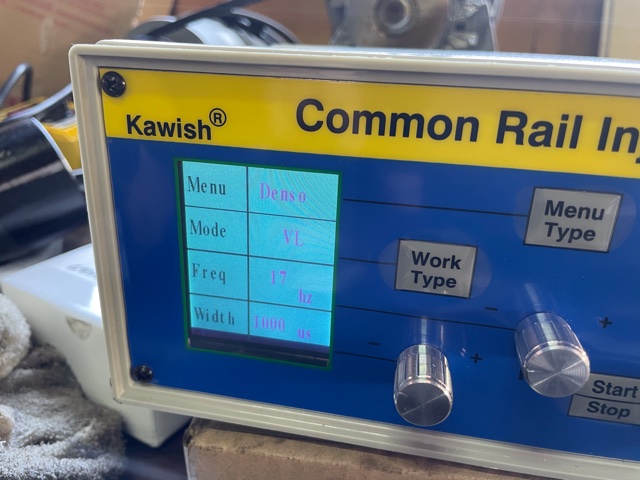 Kawish®
Common Rail Inj
Menu Denso
Mode VL
Freq 17 hz
Width 1000 us
Menu
Type
Work
Type
- +
- +
Start
Stop